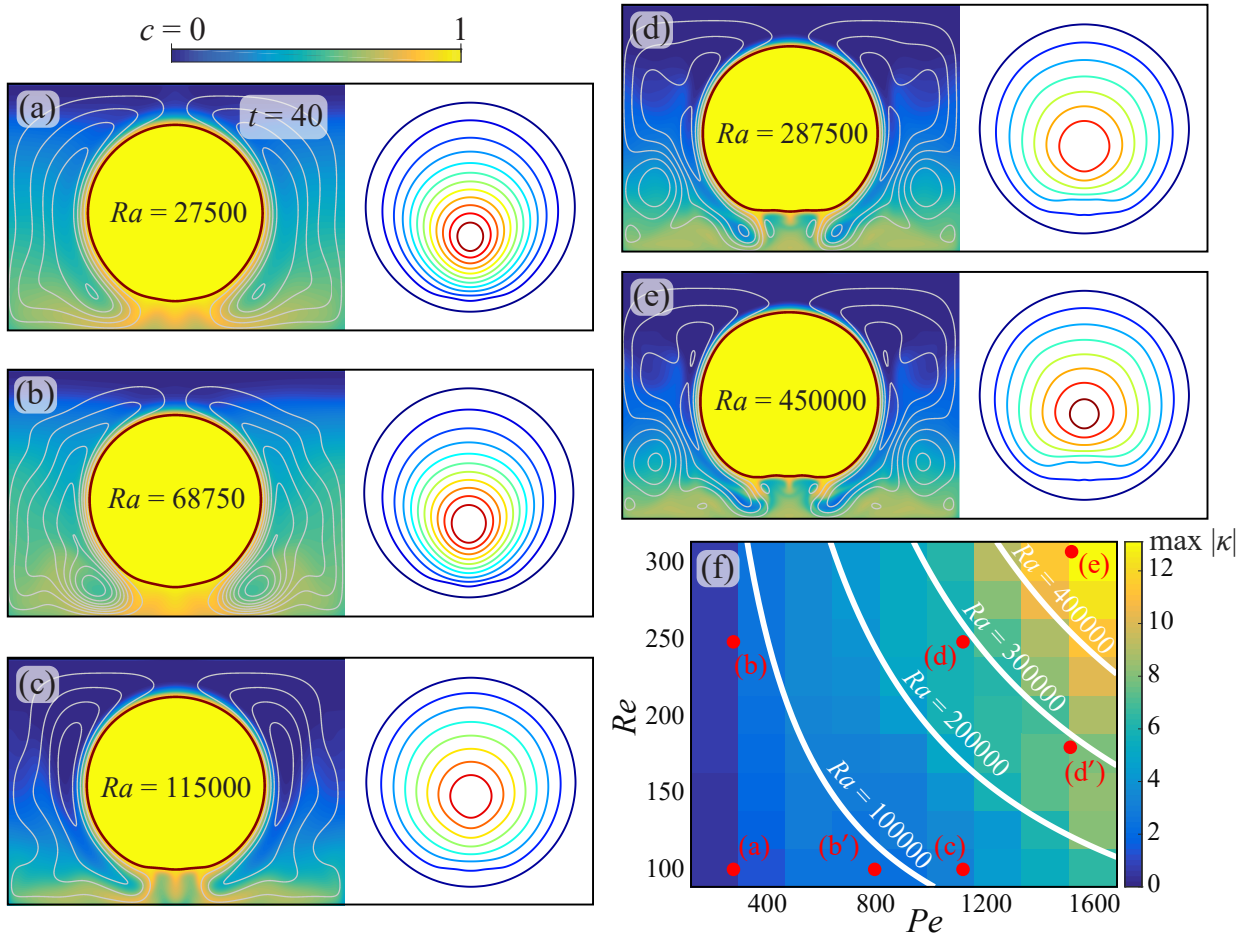 c = 0
1
(a)
t = 40
Ra = 27500
(b)
Ra = 68750
(c)
Ra = 115000
(d)
Ra = 287500
(e)
Ra = 450000
(f)
max |κ|
300
250
200
150
100
Re
400
800
1200
1600
Pe
Ra = 100000
Ra = 200000
Ra = 300000
Ra = 400000
(a)
(b)
(b′)
(c)
(d)
(d′)
(e)
12
10
8
6
4
2
0